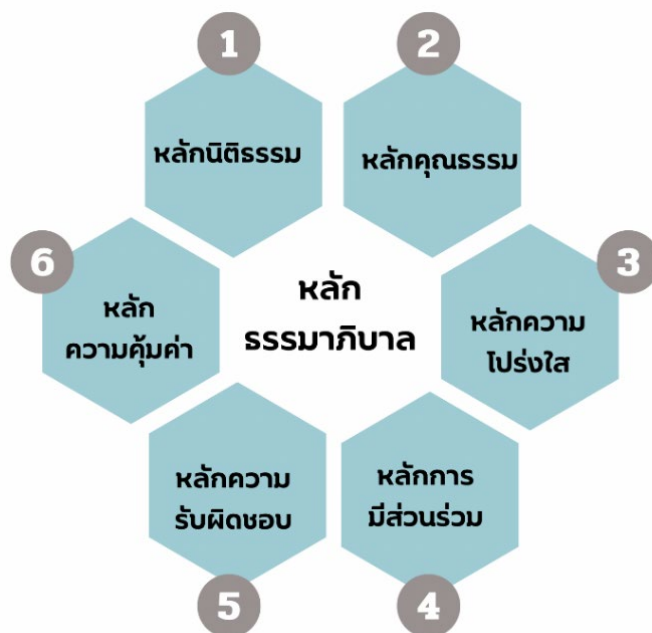 1
หลักนิติธรรม
2
หลักคุณธรรม
3
หลักความ
โปร่งใส
4
หลักการ
มีส่วนร่วม
5
หลักความ
รับผิดชอบ
6
หลัก
ความคุ้มค่า
หลัก
ธรรมาภิบาล